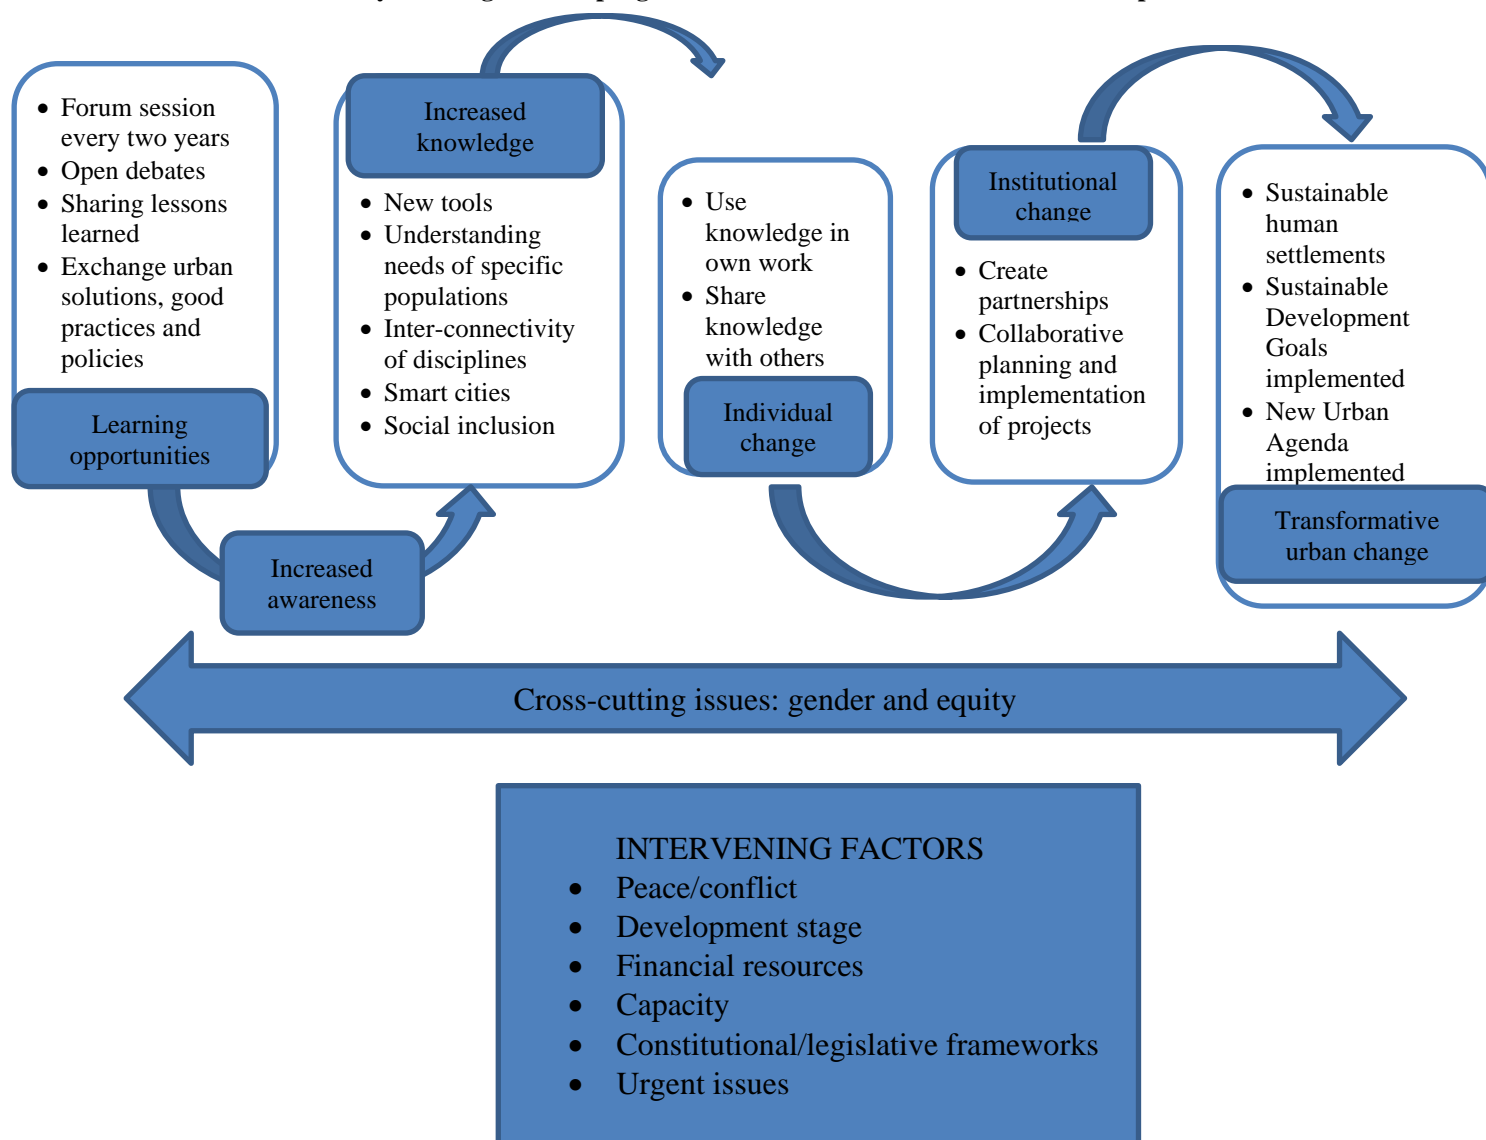 • Forum session
every two years
• Open debates
• Sharing lessons
learned
• Exchange urban
solutions, good
practices and
policies
Learning
opportunities
Increased
awareness
Increased
knowledge
• New tools
• Understanding
needs of specific
populations
• Inter-connectivity
of disciplines
• Smart cities
• Social inclusion
• Use
knowledge in
own work
• Share
knowledge
with others
Individual
change
Institutional
change
• Create
partnerships
• Collaborative
planning and
implementation
of projects
• Sustainable
human
settlements
• Sustainable
Development
Goals
implemented
• New Urban
Agenda
implemented
Transformative
urban change
Cross-cutting issues: gender and equity
INTERVENING FACTORS
• Peace/conflict
• Development stage
• Financial resources
• Capacity
• Constitutional/legislative frameworks
• Urgent issues